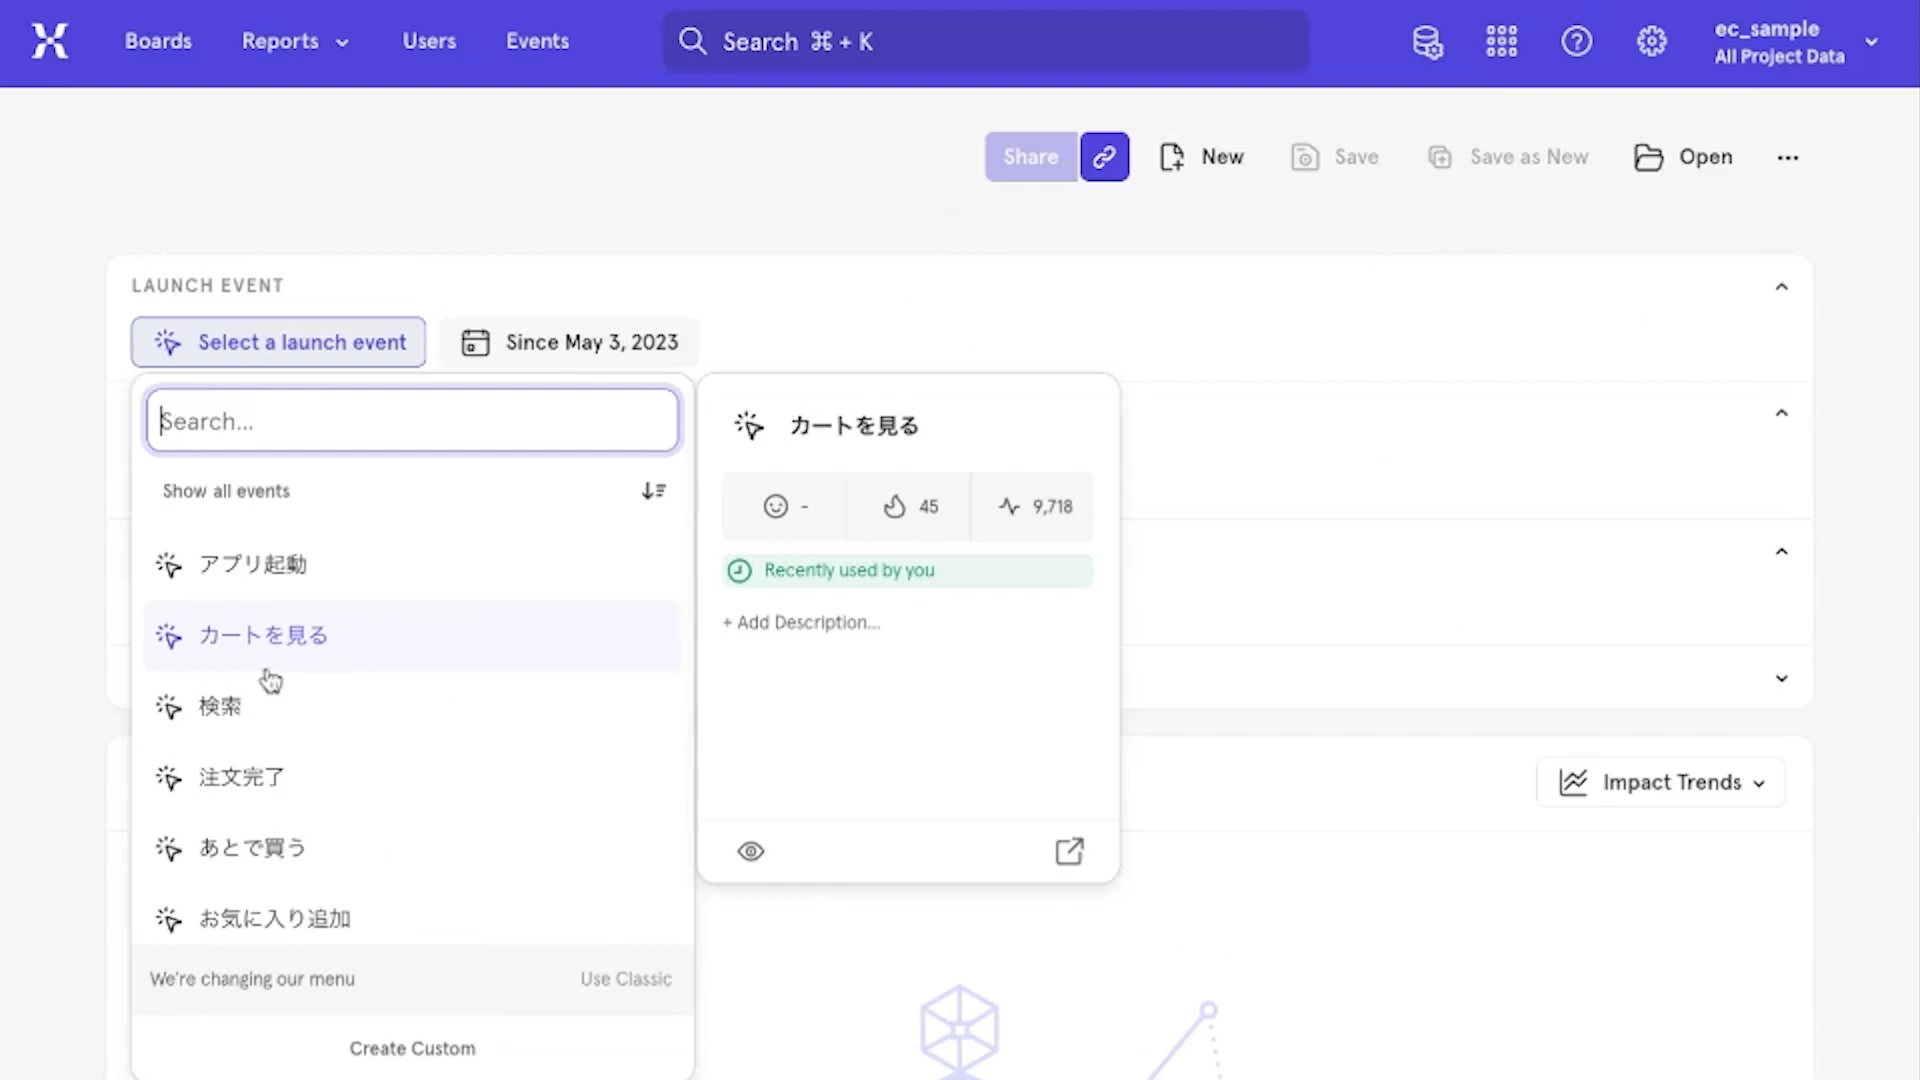 Boards
Reports
Users
Events
Search ⌘ + K
ec_sample
All Project Data
Share
New
Save
Save as New
Open
LAUNCH EVENT
Select a launch event
Since May 3, 2023
Search...
Show all events
アプリ起動
カートを見る
検索
注文完了
あとで買う
お気に入り追加
We're changing our menu
Use Classic
Create Custom
カートを見る
-
45
9,718
Recently used by you
+ Add Description...
Impact Trends